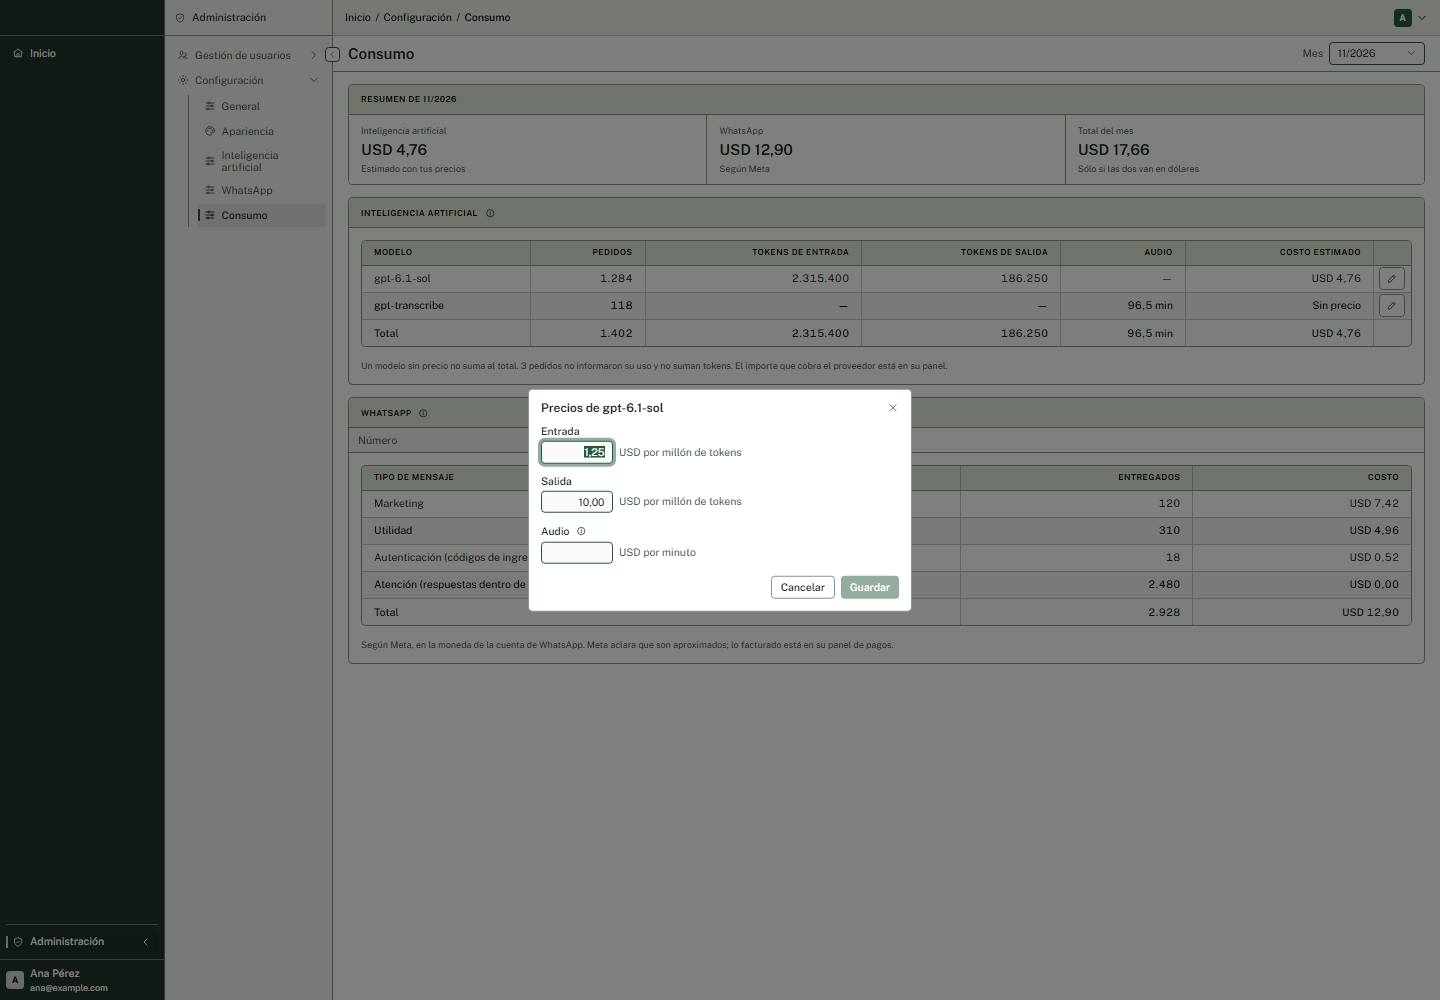 Inicio
Administración
Ana Pérez
A
ana@example.com
Administración
Gestión de usuarios
Configuración
General
Apariencia
Inteligencia
artificial
WhatsApp
Consumo
Inicio / Configuración / Consumo
A
Consumo
Mes 11/2026
RESUMEN DE 11/2026
Inteligencia artificial
USD 4,76
Estimado con tus precios
WhatsApp
USD 12,90
Según Meta
Total del mes
USD 17,66
Sólo si las dos van en dólares
INTELIGENCIA ARTIFICIAL
MODELO PEDIDOS TOKENS DE ENTRADA TOKENS DE SALIDA AUDIO COSTO ESTIMADO
gpt-6.1-sol 1.284 2.315.400 186.250 — USD 4,76
gpt-transcribe 118 — — 96,5 min Sin precio
Total 1.402 2.315.400 186.250 96,5 min USD 4,76
Un modelo sin precio no suma al total. 3 pedidos no informaron su uso y no suman tokens. El importe que cobra el proveedor está en su panel.
WHATSAPP
Número
TIPO DE MENSAJE ENTREGADOS COSTO
Marketing 120 USD 7,42
Utilidad 310 USD 4,96
Autenticación (códigos de ingre 18 USD 0,52
Atención (respuestas dentro de 2.480 USD 0,00
Total 2.928 USD 12,90
Según Meta, en la moneda de la cuenta de WhatsApp. Meta aclara que son aproximados; lo facturado está en su panel de pagos.
Precios de gpt-6.1-sol
Entrada
1,25 USD por millón de tokens
Salida
10,00 USD por millón de tokens
Audio
USD por minuto
Cancelar Guardar